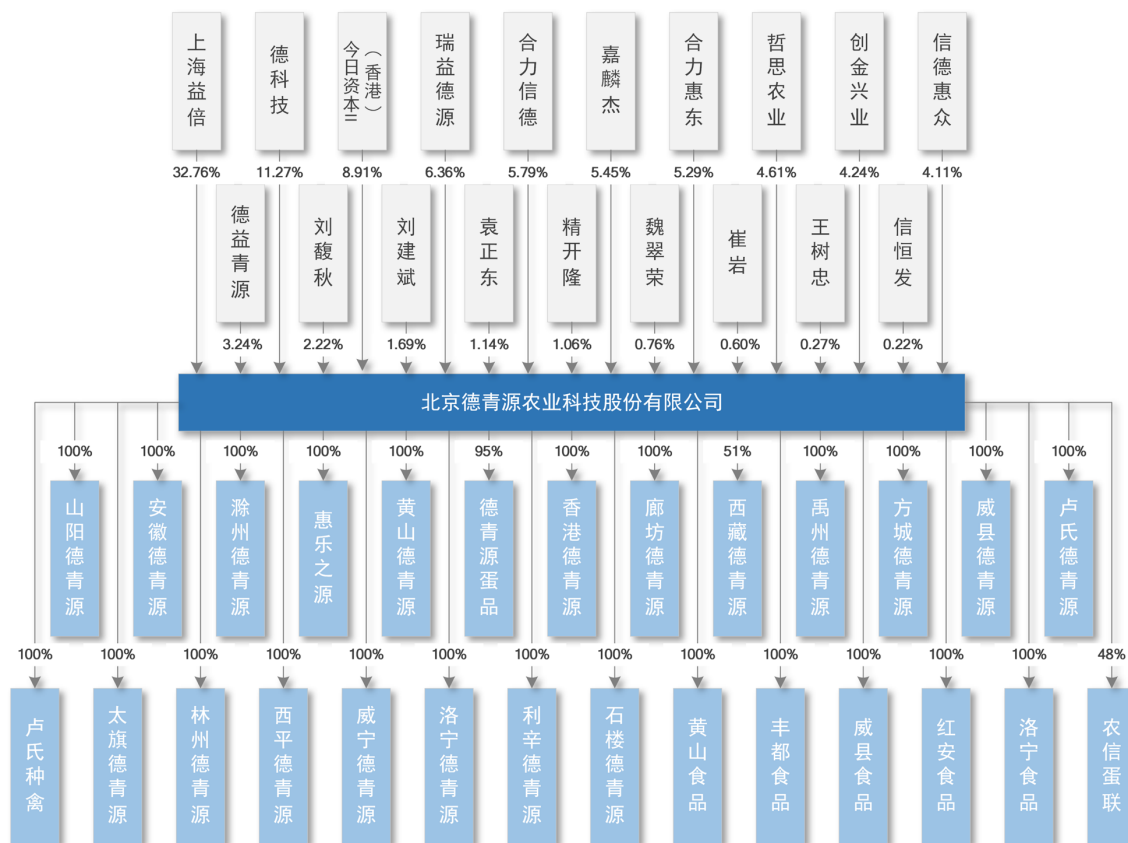 上海益倍
德科技
今日资本III（香港）
瑞益德源
合力信德
嘉麟杰
合力惠东
哲思农业
创金兴业
信德惠众
32.76%
11.27%
8.91%
6.36%
5.79%
5.45%
5.29%
4.61%
4.24%
4.11%
德益青源
刘馥秋
刘建斌
袁正东
精开隆
魏翠荣
崔岩
王树忠
信恒发
3.24%
2.22%
1.69%
1.14%
1.06%
0.76%
0.60%
0.27%
0.22%
北京德青源农业科技股份有限公司
100%
100%
100%
100%
100%
95%
100%
100%
51%
100%
100%
100%
100%
山阳德青源
安徽德青源
滁州德青源
惠乐之源
黄山德青源
德青源蛋品
香港德青源
廊坊德青源
西藏德青源
禹州德青源
方城德青源
威县德青源
卢氏德青源
100%
100%
100%
100%
100%
100%
100%
100%
100%
100%
100%
100%
100%
48%
卢氏种禽
太旗德青源
林州德青源
西平德青源
威宁德青源
洛宁德青源
利辛德青源
石楼德青源
黄山食品
丰都食品
威县食品
红安食品
洛宁食品
农信蛋联